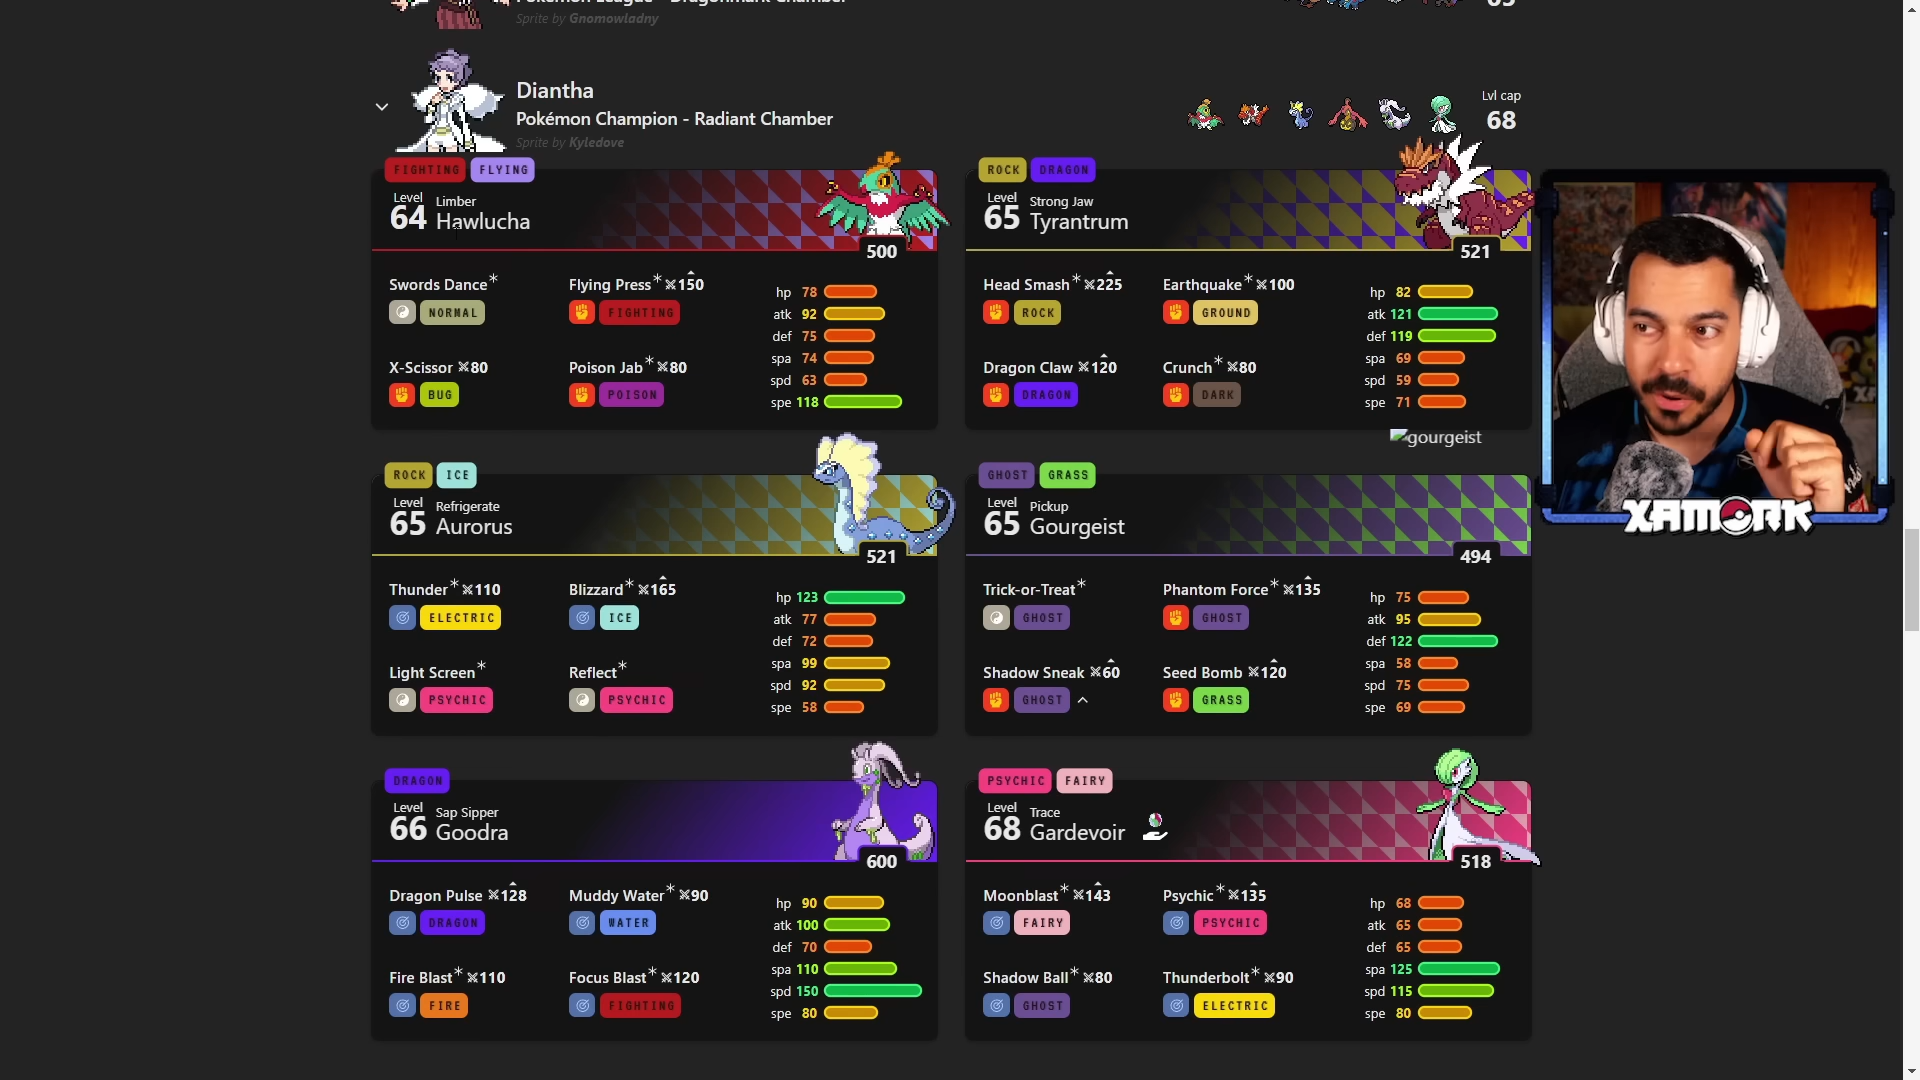 Pokémon League - Dragonmark Chamber
Sprite by Gnomowladny
65
Diantha
Pokémon Champion - Radiant Chamber
Sprite by Kyledove
Lvl cap
68
FIGHTING FLYING
Level Limber
64 Hawlucha
500
Swords Dance*
NORMAL
Flying Press* 150
FIGHTING
X-Scissor 80
BUG
Poison Jab* 80
POISON
hp 78
atk 92
def 75
spa 74
spd 63
spe 118
ROCK DRAGON
Level Strong Jaw
65 Tyrantrum
521
Head Smash* 225
ROCK
Earthquake* 100
GROUND
Dragon Claw 120
DRAGON
Crunch* 80
DARK
hp 82
atk 121
def 119
spa 69
spd 59
spe 71
XAMORK
ROCK ICE
Level Refrigerate
65 Aurorus
521
Thunder* 110
ELECTRIC
Blizzard* 165
ICE
Light Screen*
PSYCHIC
Reflect*
PSYCHIC
hp 123
atk 77
def 72
spa 99
spd 92
spe 58
gourgeist
GHOST GRASS
Level Pickup
65 Gourgeist
494
Trick-or-Treat*
GHOST
Phantom Force* 135
GHOST
Shadow Sneak 60
GHOST
Seed Bomb 120
GRASS
hp 75
atk 95
def 122
spa 58
spd 75
spe 69
DRAGON
Level Sap Sipper
66 Goodra
600
Dragon Pulse 128
DRAGON
Muddy Water* 90
WATER
Fire Blast* 110
FIRE
Focus Blast* 120
FIGHTING
hp 90
atk 100
def 70
spa 110
spd 150
spe 80
PSYCHIC FAIRY
Level Trace
68 Gardevoir
518
Moonblast* 143
FAIRY
Psychic* 135
PSYCHIC
Shadow Ball* 80
GHOST
Thunderbolt* 90
ELECTRIC
hp 68
atk 65
def 65
spa 125
spd 115
spe 80